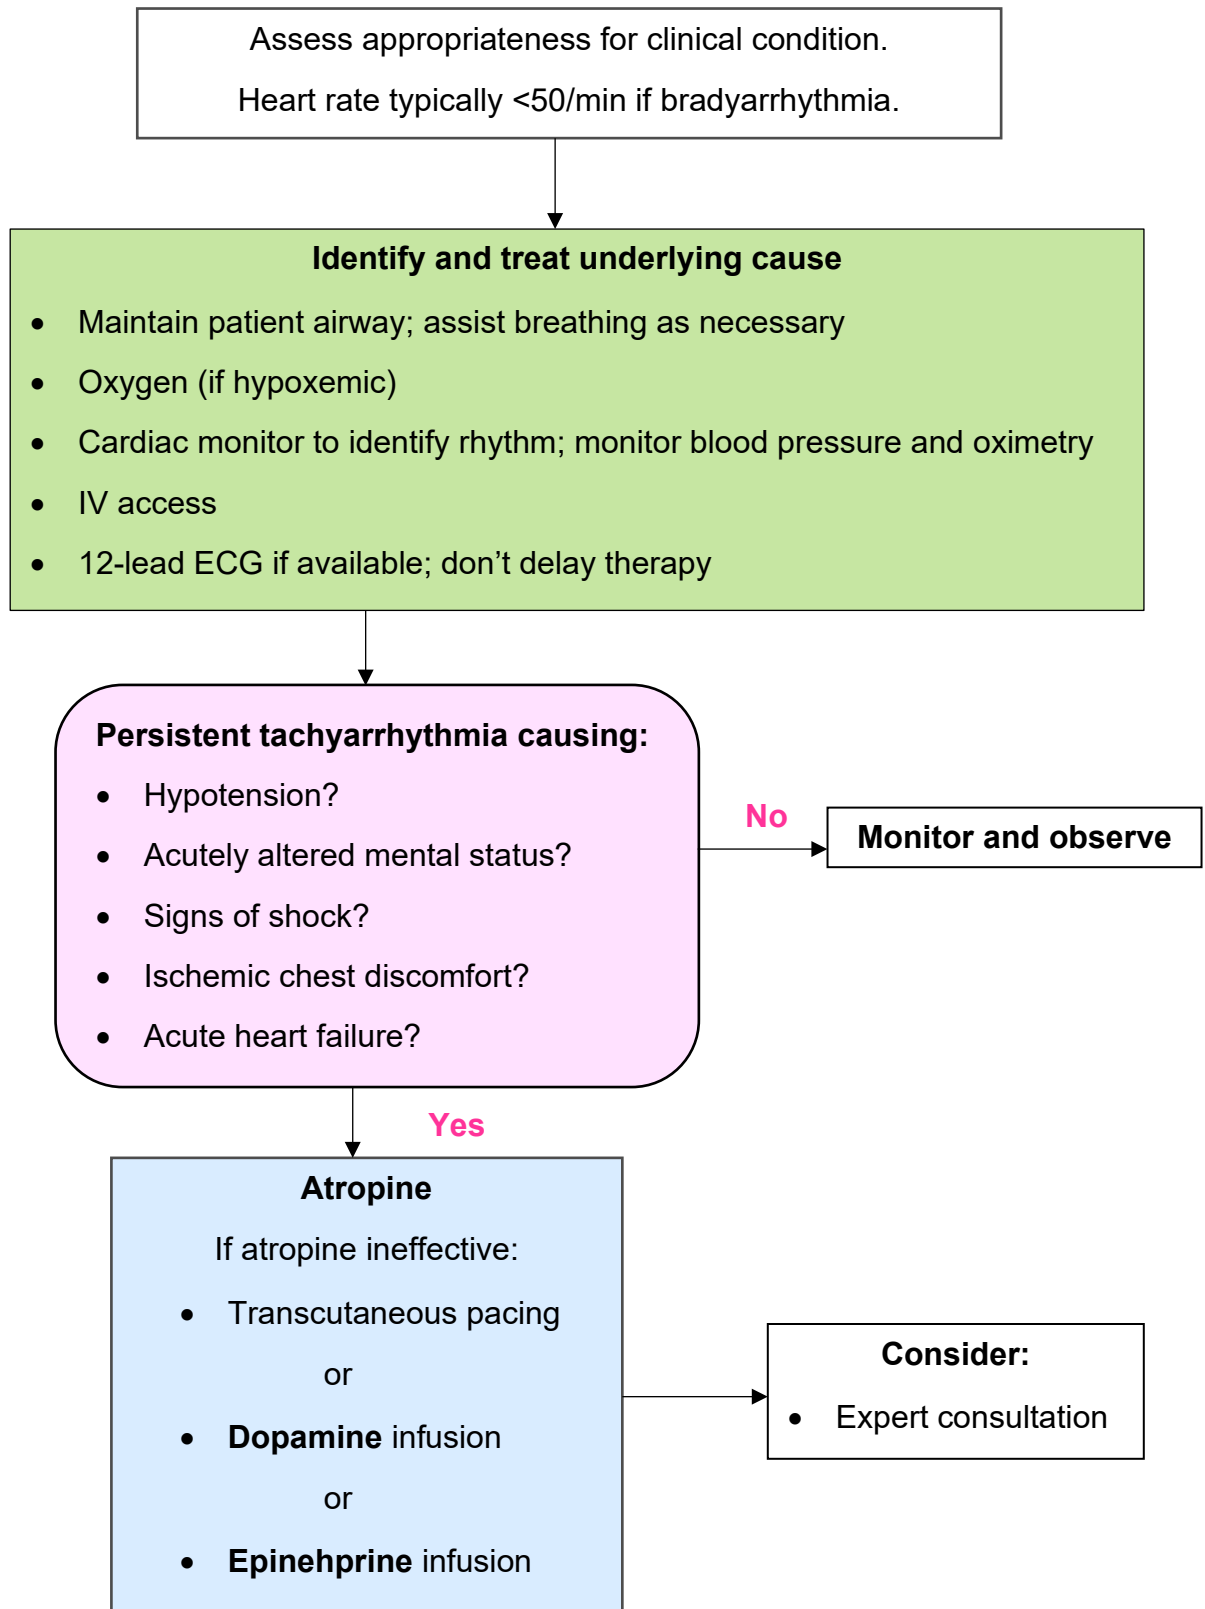 Assess appropriateness for clinical condition.
Heart rate typically <50/min if bradyarrhythmia.
Identify and treat underlying cause
• Maintain patient airway; assist breathing as necessary
• Oxygen (if hypoxemic)
• Cardiac monitor to identify rhythm; monitor blood pressure and oximetry
• IV access
• 12-lead ECG if available; don’t delay therapy
Persistent tachyarrhythmia causing:
• Hypotension?
• Acutely altered mental status?
• Signs of shock?
• Ischemic chest discomfort?
• Acute heart failure?
No
Monitor and observe
Yes
Atropine
If atropine ineffective:
• Transcutaneous pacing
or
• Dopamine infusion
or
• Epinehprine infusion
Consider:
• Expert consultation